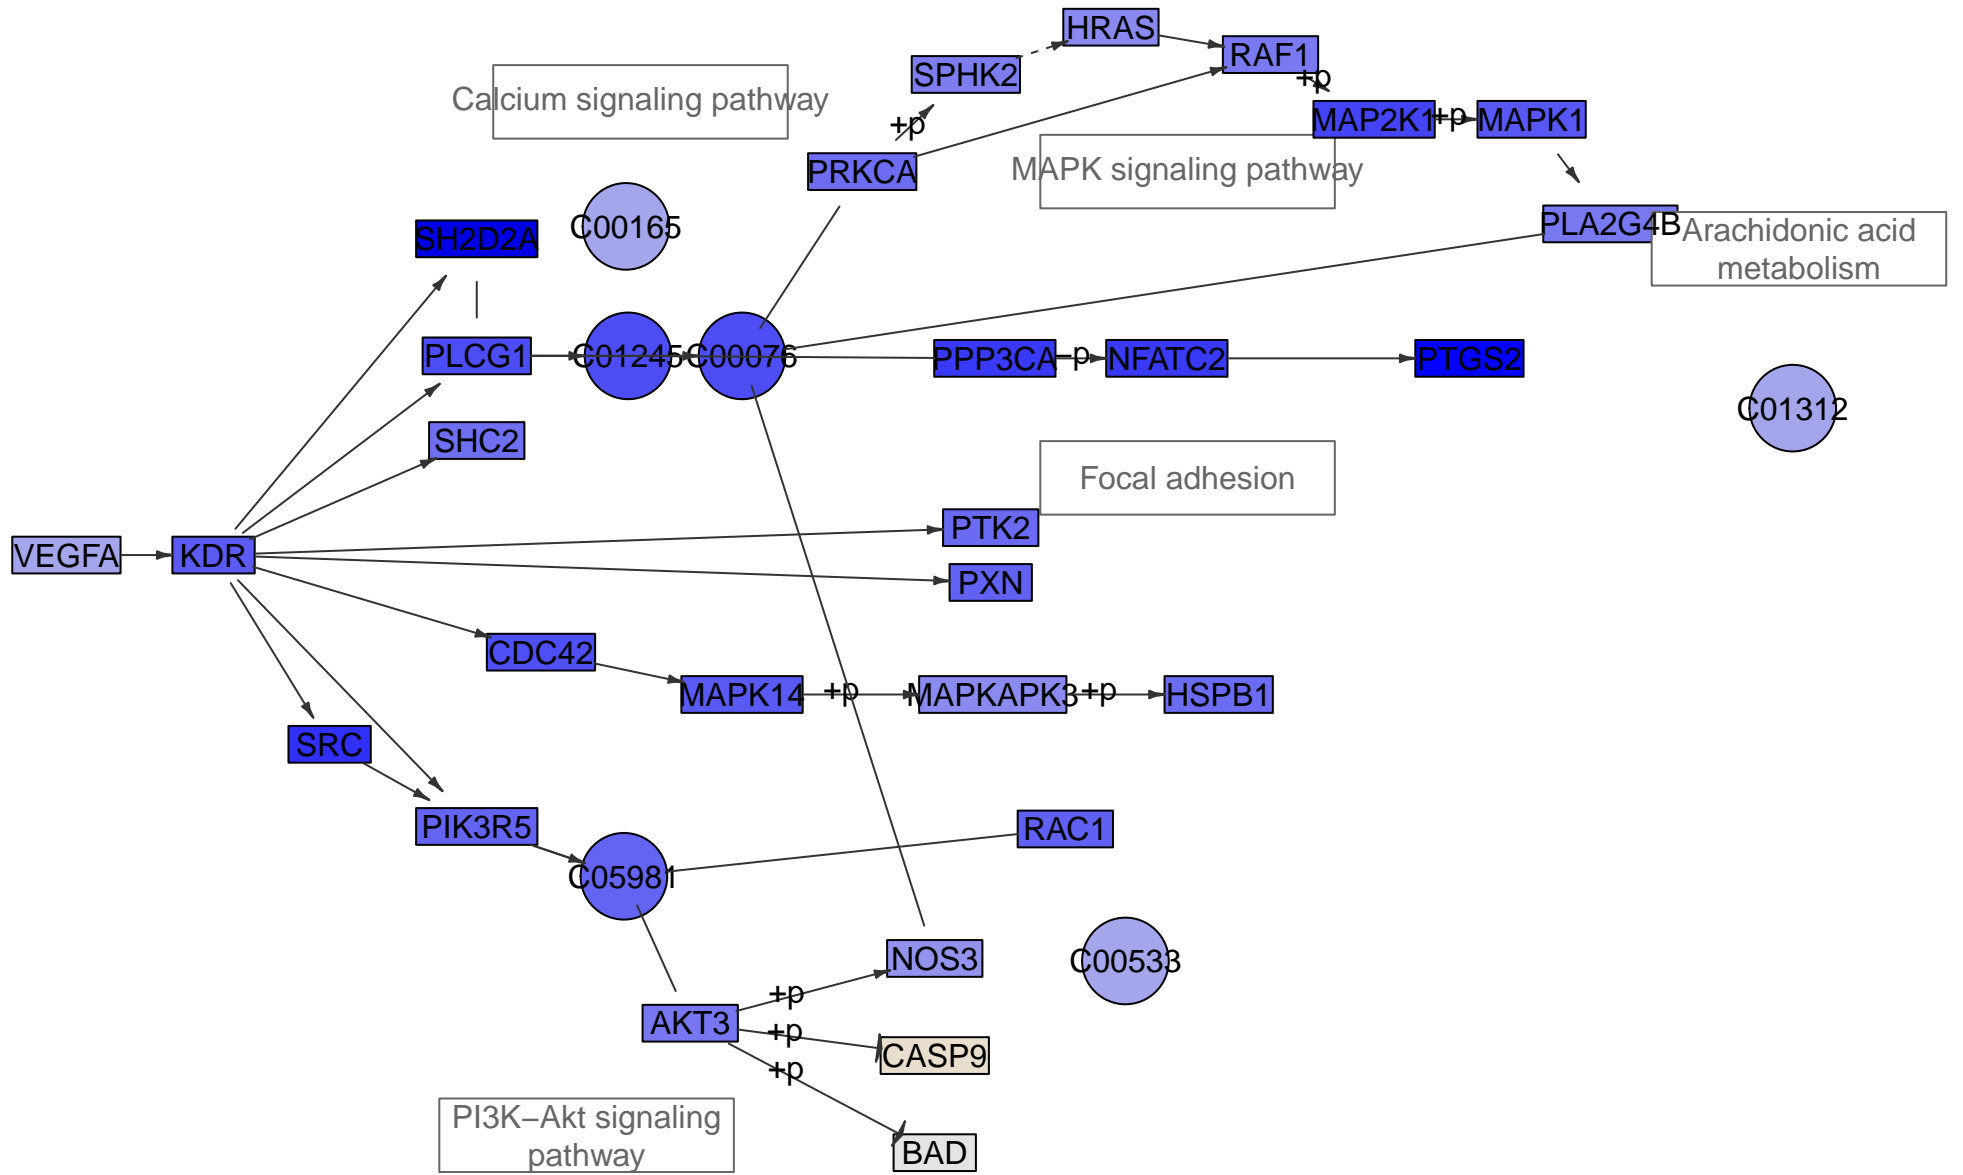 HRAS
RAF1
SPHK2
+p
Calcium signaling pathway
MAP2K1
+p
MAPK1
+p
PRKCA
MAPK signaling pathway
C00165
SH2D2A
PLA2G4B
Arachidonic acid
metabolism
PLCG1
C01245
C00076
PPP3CA
−p
NFATC2
PTGS2
C01312
SHC2
Focal adhesion
PTK2
VEGFA
KDR
PXN
CDC42
MAPK14
+p
MAPKAPK3
+p
HSPB1
SRC
PIK3R5
RAC1
C05981
NOS3
C00533
+p
AKT3
+p
CASP9
+p
PI3K−Akt signaling
pathway
BAD